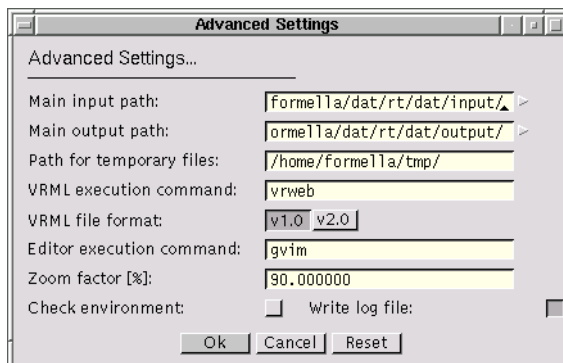 Advanced Settings
Advanced Settings...
Main input path: formella/dat/rt/dat/input/
Main output path: ormella/dat/rt/dat/output/
Path for temporary files: /home/formella/tmp/
VRML execution command: vrweb
VRML file format: v1.0 v2.0
Editor execution command: gvim
Zoom factor [%]: 90.000000
Check environment: Write log file:
Ok Cancel Reset